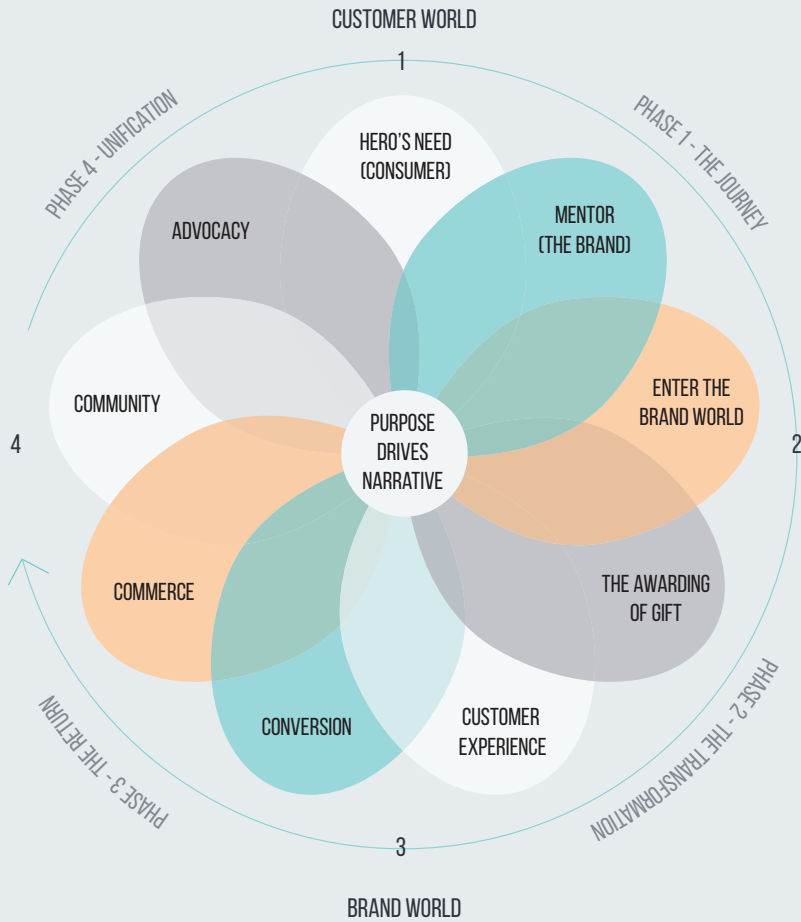 CUSTOMER WORLD
1
PHASE 4 - UNIFICATION
PHASE 1 - THE JOURNEY
HERO'S NEED
(CONSUMER)
MENTOR
(THE BRAND)
ADVOCACY
ENTER THE
BRAND WORLD
COMMUNITY
PURPOSE
DRIVES
NARRATIVE
4
2
THE AWARDING
OF GIFT
COMMERCE
CUSTOMER
EXPERIENCE
CONVERSION
PHASE 2 - THE TRANSFORMATION
PHASE 3 - THE RETURN
3
BRAND WORLD